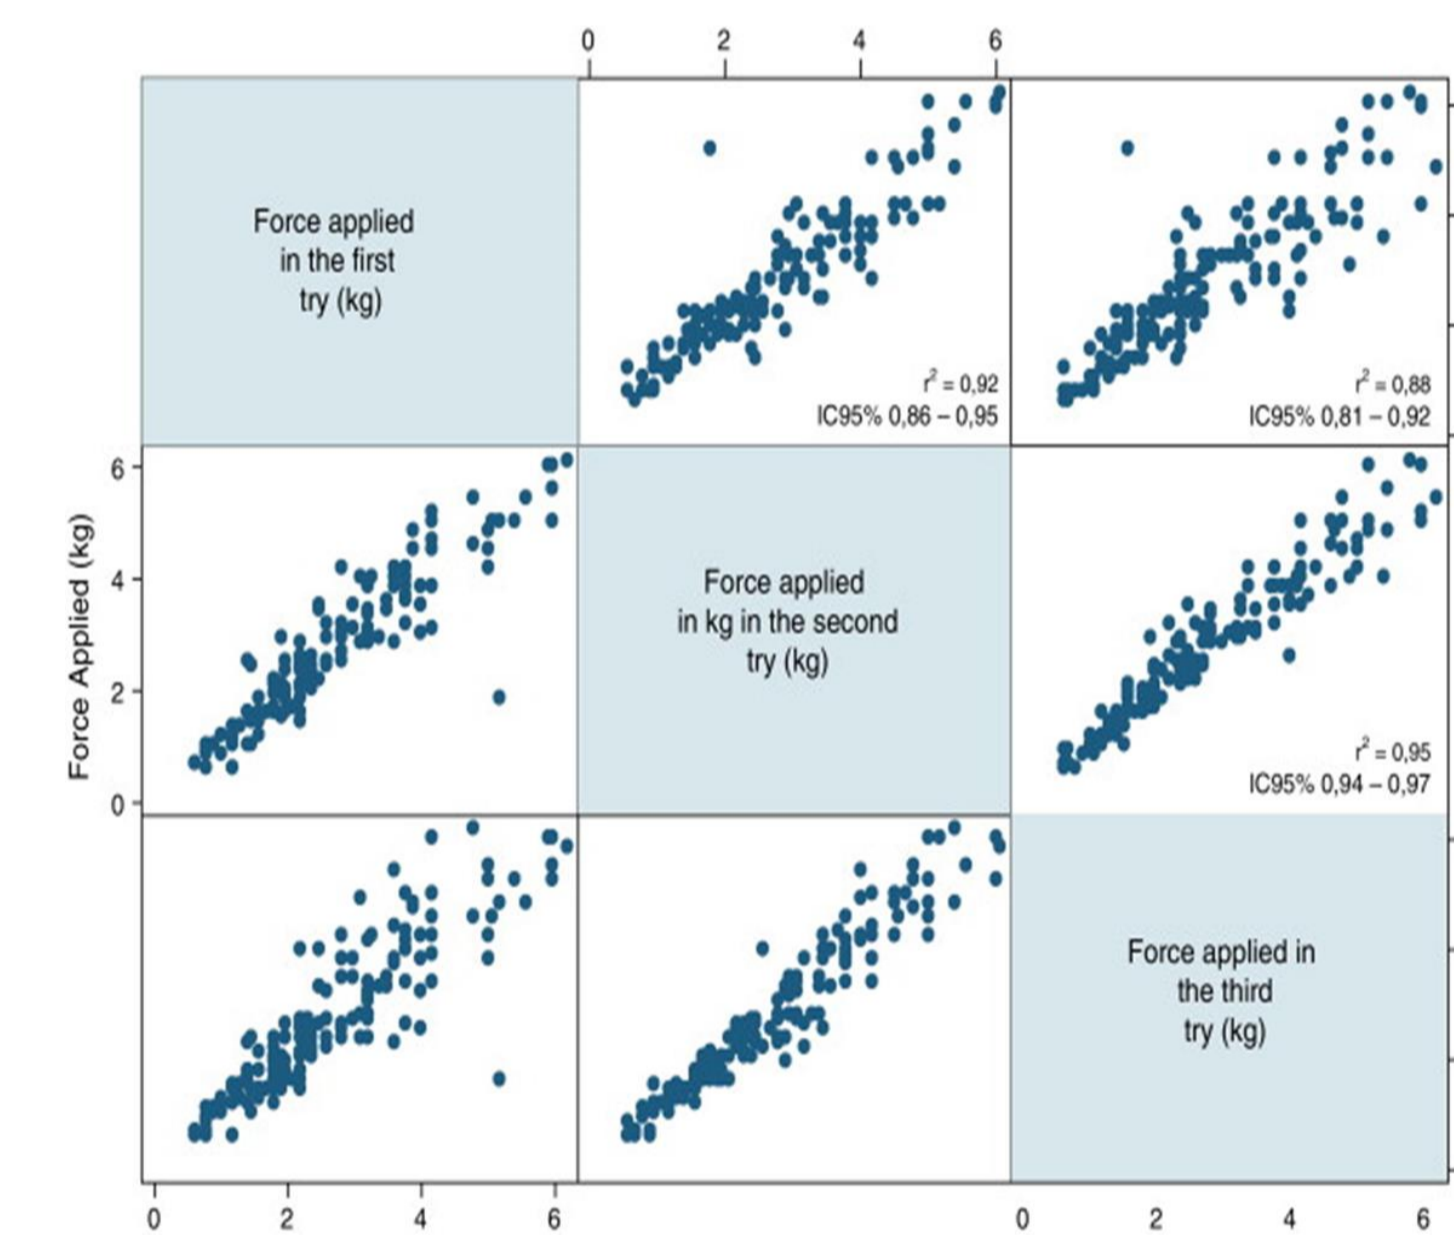 0 2 4 6
Force applied
in the first
try (kg)
r² = 0,92
IC95% 0,86 – 0,95
r² = 0,88
IC95% 0,81 – 0,92
Force Applied (kg)
6
4
2
0
Force applied
in kg in the second
try (kg)
r² = 0,95
IC95% 0,94 – 0,97
Force applied in
the third
try (kg)
0 2 4 6
0 2 4 6